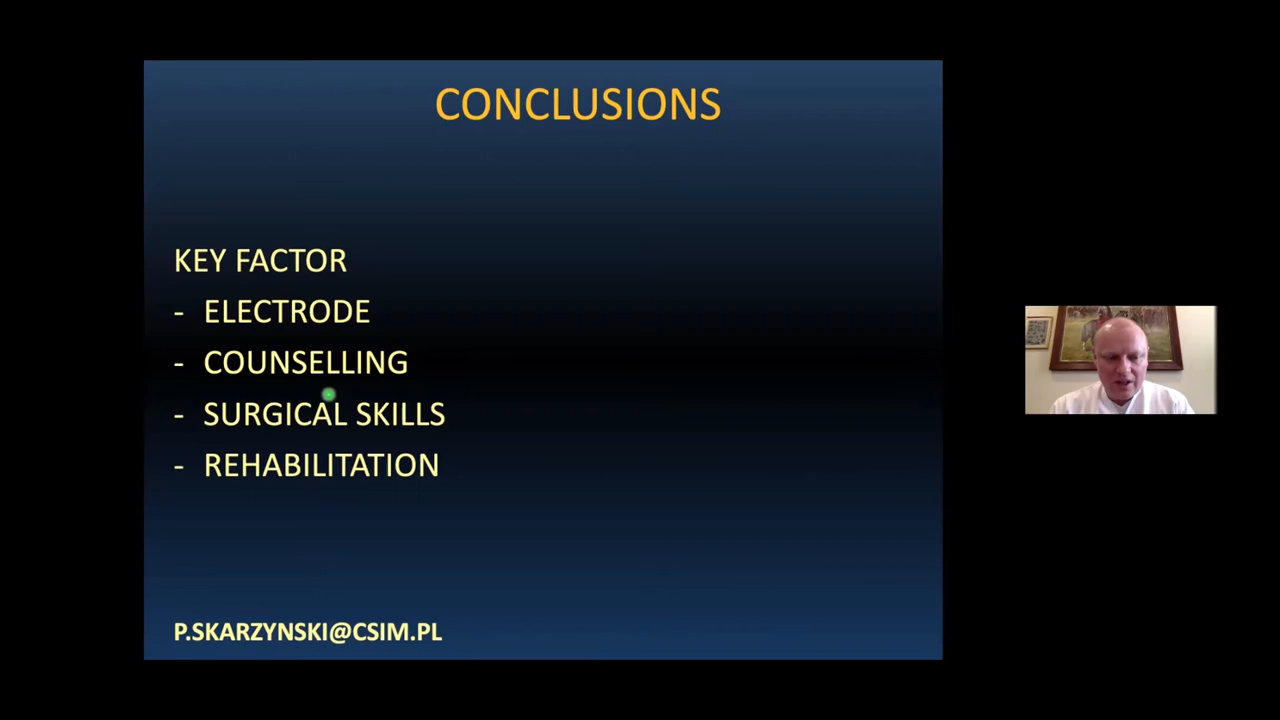 CONCLUSIONS
KEY FACTOR
- ELECTRODE
- COUNSELLING
- SURGICAL SKILLS
- REHABILITATION
P.SKARZYNSKI@CSIM.PL